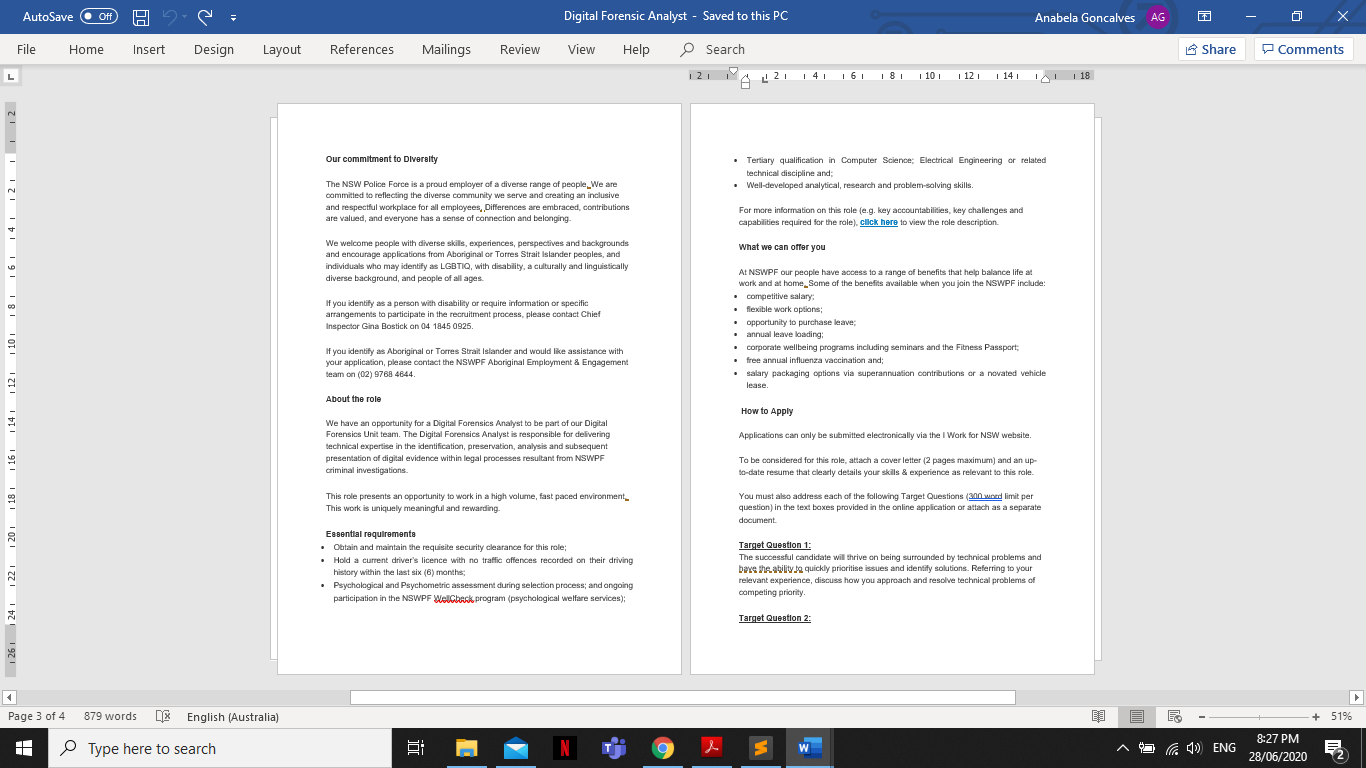 AutoSave Off
Digital Forensic Analyst - Saved to this PC
Anabela Goncalves AG
File Home Insert Design Layout References Mailings Review View Help Search
Share Comments
2 2 4 6 8 10 12 14 18
2
2
4
6
8
10
12
14
16
18
20
22
24
26
Our commitment to Diversity
The NSW Police Force is a proud employer of a diverse range of people. We are
committed to reflecting the diverse community we serve and creating an inclusive
and respectful workplace for all employees. Differences are embraced, contributions
are valued, and everyone has a sense of connection and belonging.
We welcome people with diverse skills, experiences, perspectives and backgrounds
and encourage applications from Aboriginal or Torres Strait Islander peoples, and
individuals who may identify as LGBTIQ, with disability, a culturally and linguistically
diverse background, and people of all ages.
If you identify as a person with disability or require information or specific
arrangements to participate in the recruitment process, please contact Chief
Inspector Gina Bostick on 04 1845 0925.
If you identify as Aboriginal or Torres Strait Islander and would like assistance with
your application, please contact the NSWPF Aboriginal Employment & Engagement
team on (02) 9768 4644.
About the role
We have an opportunity for a Digital Forensics Analyst to be part of our Digital
Forensics Unit team. The Digital Forensics Analyst is responsible for delivering
technical expertise in the identification, preservation, analysis and subsequent
presentation of digital evidence within legal processes resultant from NSWPF
criminal investigations.
This role presents an opportunity to work in a high volume, fast paced environment.
This work is uniquely meaningful and rewarding.
Essential requirements
• Obtain and maintain the requisite security clearance for this role;
• Hold a current driver's licence with no traffic offences recorded on their driving
history within the last six (6) months;
• Psychological and Psychometric assessment during selection process; and ongoing
participation in the NSWPF WellCheck program (psychological welfare services);
• Tertiary qualification in Computer Science; Electrical Engineering or related
technical discipline and;
• Well-developed analytical, research and problem-solving skills.
For more information on this role (e.g. key accountabilities, key challenges and
capabilities required for the role), click here to view the role description.
What we can offer you
At NSWPF our people have access to a range of benefits that help balance life at
work and at home. Some of the benefits available when you join the NSWPF include:
• competitive salary;
• flexible work options;
• opportunity to purchase leave;
• annual leave loading;
• corporate wellbeing programs including seminars and the Fitness Passport;
• free annual influenza vaccination and;
• salary packaging options via superannuation contributions or a novated vehicle
lease.
How to Apply
Applications can only be submitted electronically via the I Work for NSW website.
To be considered for this role, attach a cover letter (2 pages maximum) and an up-
to-date resume that clearly details your skills & experience as relevant to this role.
You must also address each of the following Target Questions (300 word limit per
question) in the text boxes provided in the online application or attach as a separate
document.
Target Question 1:
The successful candidate will thrive on being surrounded by technical problems and
have the ability to quickly prioritise issues and identify solutions. Referring to your
relevant experience, discuss how you approach and resolve technical problems of
competing priority.
Target Question 2:
Page 3 of 4 879 words English (Australia) 51%
Type here to search
ENG
8:27 PM
28/06/2020
2